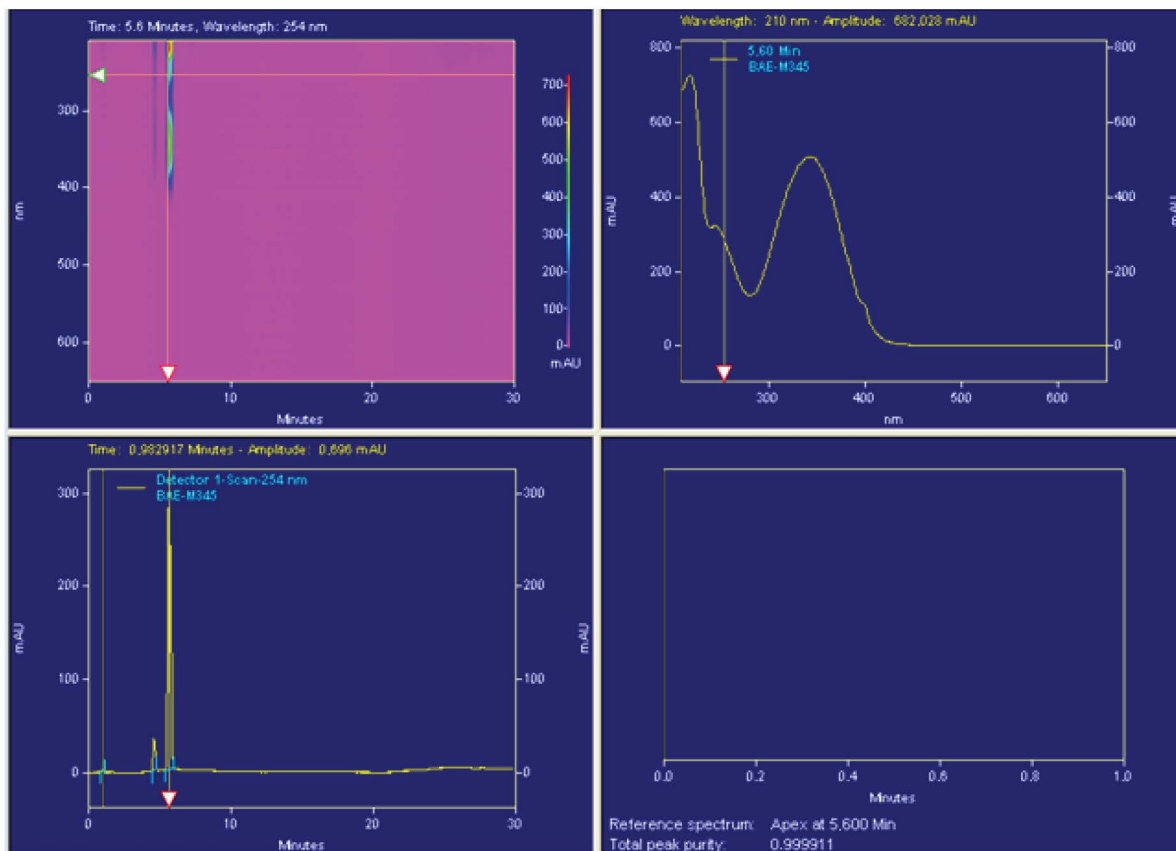 Time: 5.6 Minutes, Wavelength: 254 nm
300
400
500
600
nm
0
10
20
30
Minutes
700
600
500
400
300
200
100
0
mAU
Wavelength: 210 nm - Amplitude: 682,028 mAU
5,60 Min
BAE-M345
800
600
400
200
0
mAU
800
600
400
200
0
mAU
300
400
500
600
nm
Time: 0,982917 Minutes - Amplitude: 0,696 mAU
Detector 1-Scan-254 nm
BAE-M345
300
200
100
0
mAU
300
200
100
0
mAU
0
10
20
30
Minutes
0.0
0.2
0.4
0.6
0.8
1.0
Minutes
Reference spectrum: Apex at 5,600 Min
Total peak purity: 0.999911